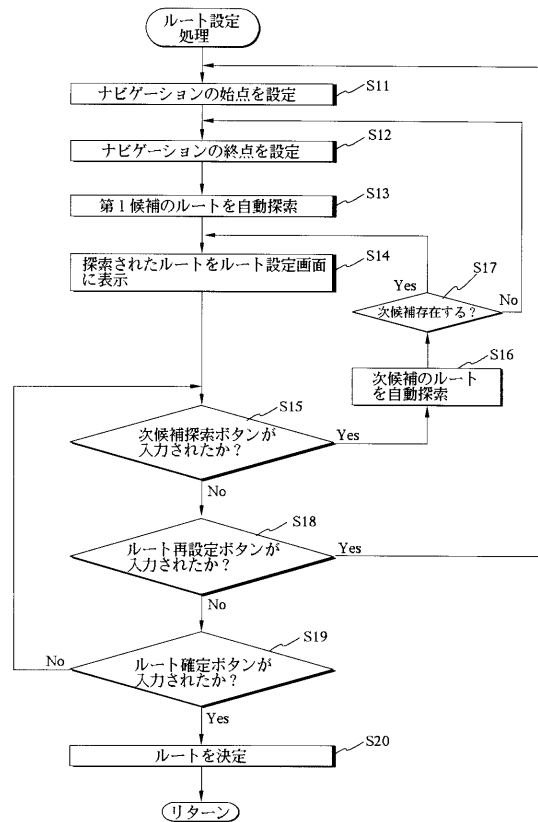 ルート設定
処理
S11
ナビゲーションの始点を設定
S12
ナビゲーションの終点を設定
S13
第1候補のルートを自動探索
S14
探索されたルートをルート設定画面
に表示
S17
Yes
No
次候補存在する？
S16
次候補のルート
を自動探索
S15
次候補探索ボタンが
入力されたか？
Yes
No
S18
ルート再設定ボタンが
入力されたか？
Yes
No
S19
ルート確定ボタンが
入力されたか？
No
Yes
S20
ルートを決定
リターン